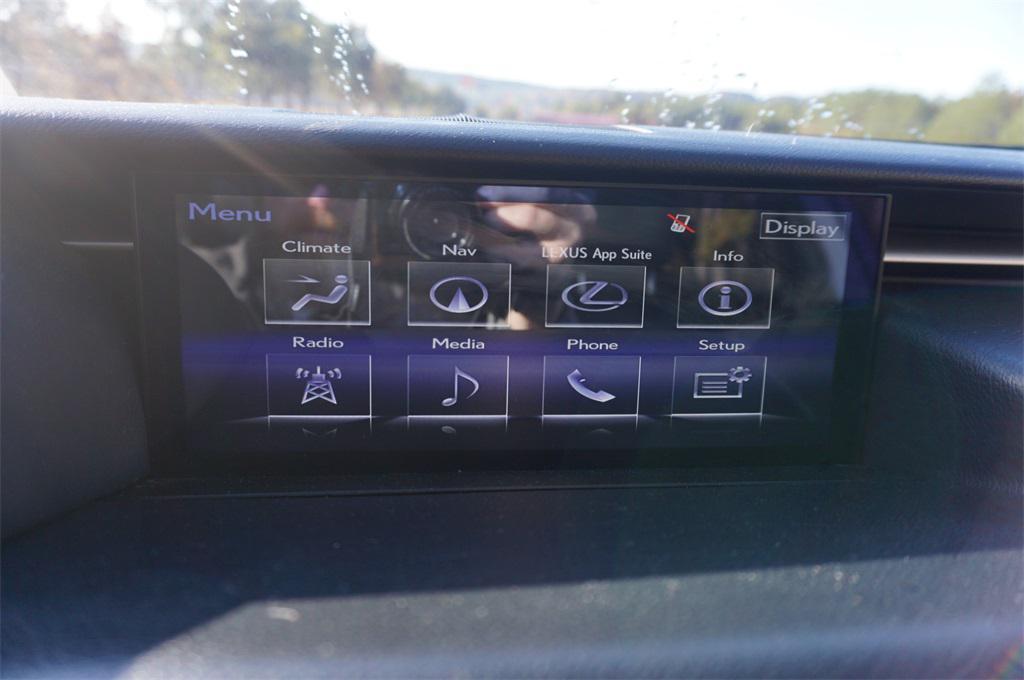 Menu
Display
Climate
Nav
LEXUS App Suite
Info
Radio
Media
Phone
Setup